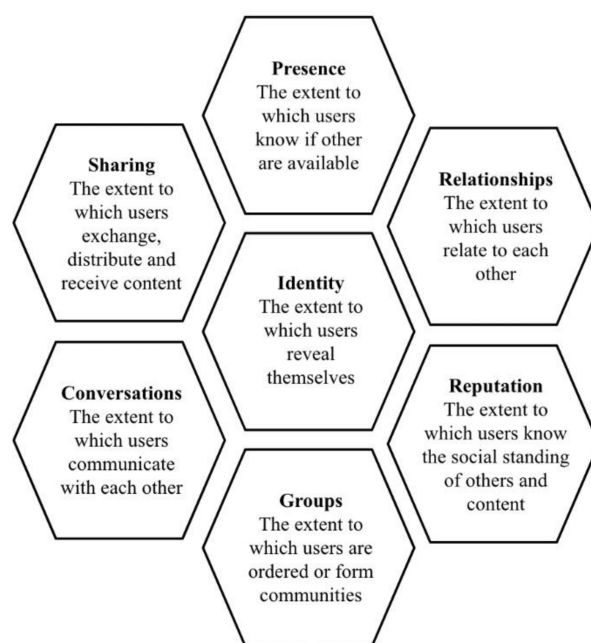 Presence
The extent to
which users
know if other
are available
Sharing
The extent to
which users
exchange,
distribute and
receive content
Relationships
The extent to
which users
relate to each
other
Identity
The extent to
which users
reveal
themselves
Conversations
The extent to
which users
communicate
with each other
Reputation
The extent to
which users know
the social standing
of others and
content
Groups
The extent to
which users are
ordered or form
communities